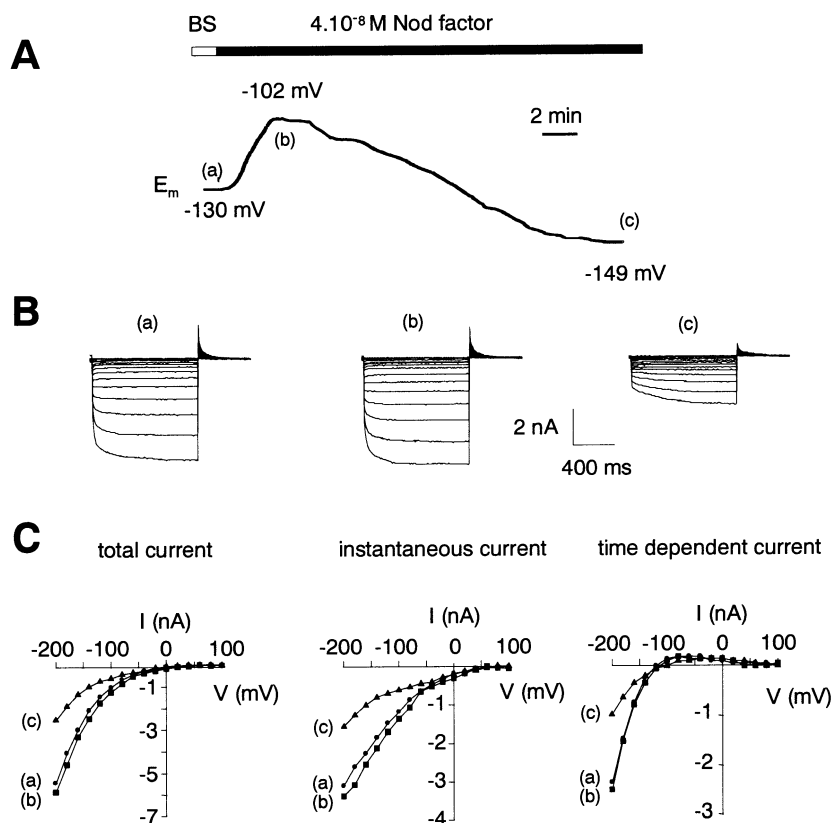 BS 4.10⁻⁸ M Nod factor
A
-102 mV
2 min
(b)
(a)
Eₘ
-130 mV
(c)
-149 mV
B
(a) (b) (c)
2 nA
400 ms
C
total current instantaneous current time dependent current
I (nA) I (nA) I (nA)
-200 -100 0 100 -200 -100 0 100 -200 -100 0 100
V (mV) V (mV) V (mV)
-1 -3 -5 -7
(c) (a) (b)
-1 -2 -3 -4
(c) (a) (b)
-1 -2 -3
(c) (a) (b)